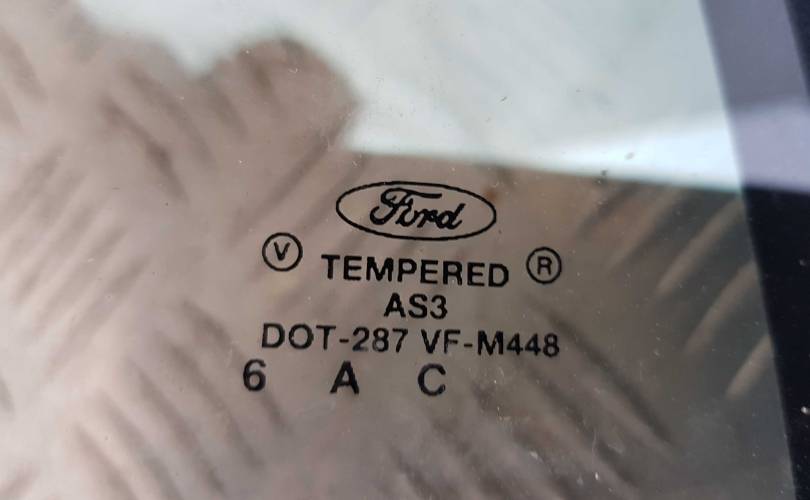 Ford
V TEMPERED R
AS3
DOT-287 VF-M448
6 A C